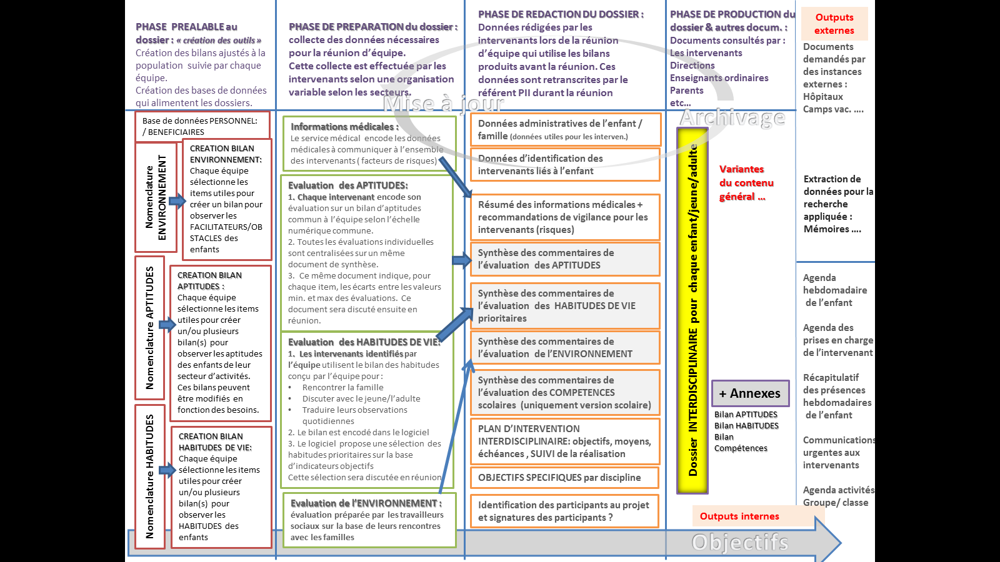 PHASE PREALABLE au
dossier : « création des outils »
Création des bilans ajustés à la
population suivie par chaque
équipe.
Création des bases de données
qui alimentent les dossiers.
PHASE DE PREPARATION du dossier :
collecte des données nécessaires
pour la réunion d’équipe.
Cette collecte est effectuée par les
intervenants selon une organisation
variable selon les secteurs.
PHASE DE REDACTION DU DOSSIER :
Données rédigées par les
intervenants lors de la réunion
d’équipe qui utilise les bilans
produits avant la réunion. Ces
données sont retranscrites par le
référent PII durant la réunion
PHASE DE PRODUCTION du
dossier & autres docum. :
Documents consultés par :
Les intervenants
Directions
Enseignants ordinaires
Parents
etc...
Outputs
externes
Documents
demandés par
des instances
externes :
Hôpitaux
Camps vac. ....
Mise à jour
Archivage
Base de données PERSONNEL:
/ BENEFICIAIRES
Nomenclature
ENVIRONNEMENT
CREATION BILAN
ENVIRONNEMENT:
Chaque équipe
sélectionne les
items utiles pour
créer un bilan pour
observer les
FACILITATEURS/OB
STACLES des
enfants
Nomenclature APTITUDES
CREATION BILAN
APTITUDES :
Chaque équipe
sélectionne les items
utiles pour créer
un/ou plusieurs
bilan(s) pour
observer les aptitudes
des enfants de leur
secteur d’activités.
Ces bilans peuvent
être modifiés en
fonction des besoins.
Nomenclature HABITUDES
CREATION BILAN
HABITUDES DE VIE:
Chaque équipe
sélectionne les items
utiles pour créer
un/ou plusieurs
bilan(s) pour
observer les
HABITUDES des
enfants
Informations médicales :
Le service médical encode les données
médicales à communiquer à l’ensemble
des intervenants ( facteurs de risques)
Evaluation des APTITUDES:
1. Chaque intervenant encode son
évaluation sur un bilan d’aptitudes
commun à l’équipe selon l’échelle
numérique commune.
2. Toutes les évaluations individuelles
sont centralisées sur un même
document de synthèse.
3. Ce même document indique, pour
chaque item, les écarts entre les valeurs
min. et max des évaluations. Ce
document sera discuté ensuite en
réunion.
Evaluation des HABITUDES DE VIE:
1. Les intervenants identifiés par
l’équipe utilisent le bilan des habitudes
conçu par l’équipe pour :
• Rencontrer la famille
• Discuter avec le jeune/l’adulte
• Traduire leurs observations
quotidiennes
2. Le bilan est encodé dans le logiciel
3. Le logiciel propose une sélection des
habitudes prioritaires sur la base
d’indicateurs objectifs
Cette sélection sera discutée en réunion
Evaluation de l’ENVIRONNEMENT :
évaluation préparée par les travailleurs
sociaux sur la base de leurs rencontres
avec les familles
Données administratives de l’enfant /
famille (données utiles pour les interven.)
Données d’identification des
intervenants liés à l’enfant
Résumé des informations médicales +
recommandations de vigilance pour les
intervenants (risques)
Synthèse des commentaires de
l’évaluation des APTITUDES
Synthèse des commentaires de
l’évaluation des HABITUDES DE VIE
prioritaires
Synthèse des commentaires de
l’évaluation de l’ENVIRONNEMENT
Synthèse des commentaires de
l’évaluation des COMPETENCES
scolaires (uniquement version scolaire)
PLAN D’INTERVENTION
INTERDISCIPLINAIRE: objectifs, moyens,
échéances , SUIVI de la réalisation
OBJECTIFS SPECIFIQUES par discipline
Identification des participants au projet
et signatures des participants ?
Dossier INTERDISCIPLINAIRE pour chaque enfant/jeune/adulte
Variantes
du contenu
général ...
+ Annexes
Bilan APTITUDES
Bilan HABITUDES
Bilan
Compétences
Outputs internes
Extraction de
données pour la
recherche
appliquée :
Mémoires ....
Agenda
hebdomadaire
de l’enfant
Agenda des
prises en charge
de l’intervenant
Récapitulatif
des présences
hebdomadaires
de l’enfant
Communications
urgentes aux
intervenants
Agenda activités
Groupe/ classe
Objectifs